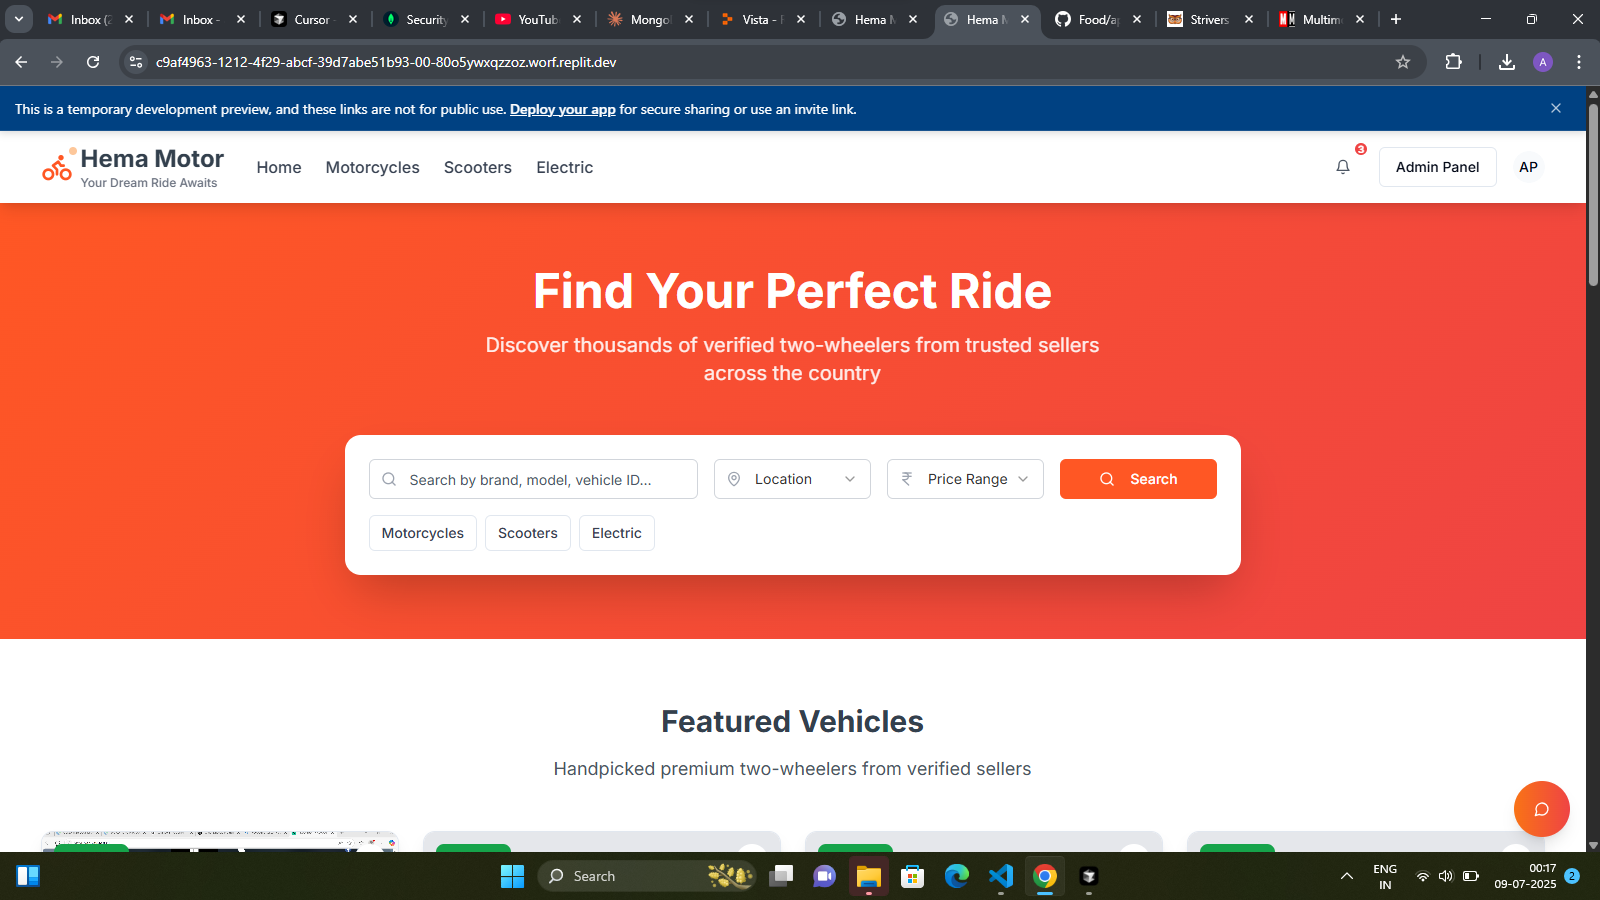 Inbox (2
Inbox -
Cursor
Security
YouTube
Mongo
Vista - F
Hema M
Hema M
Food/a
Strivers
Multim
c9af4963-1212-4f29-abcf-39d7abe51b93-00-80o5ywxqzzoz.worf.replit.dev
A
This is a temporary development preview, and these links are not for public use. Deploy your app for secure sharing or use an invite link.
Hema Motor
Your Dream Ride Awaits
Home
Motorcycles
Scooters
Electric
3
Admin Panel
AP
Find Your Perfect Ride
Discover thousands of verified two-wheelers from trusted sellers
across the country
Search by brand, model, vehicle ID...
Location
Price Range
Search
Motorcycles
Scooters
Electric
Featured Vehicles
Handpicked premium two-wheelers from verified sellers
Search
ENG
IN
00:17
09-07-2025
2